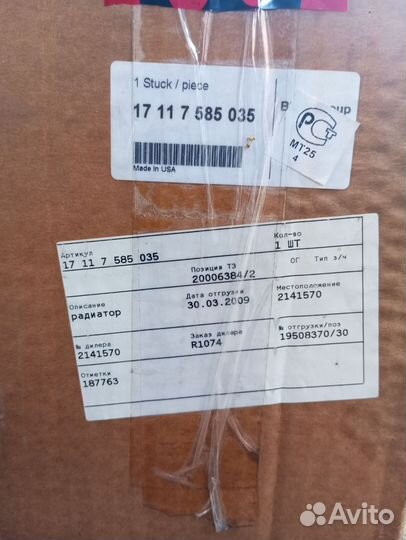 1 Stuck / piece
17 11 7 585 035
Made in USA
MT25
4
Артикул
17 11 7 585 035
Кол-во
1 ШТ
Позиция ТЗ
20006384/2
ОГ Тип з/ч
Описание
радиатор
Дата отгрузки
30.03.2009
Местоположение
2141570
№ дилера
2141570
Заказ дилера
R1074
№ отгрузки/поз
19508370/30
Отметки
187763
Avito